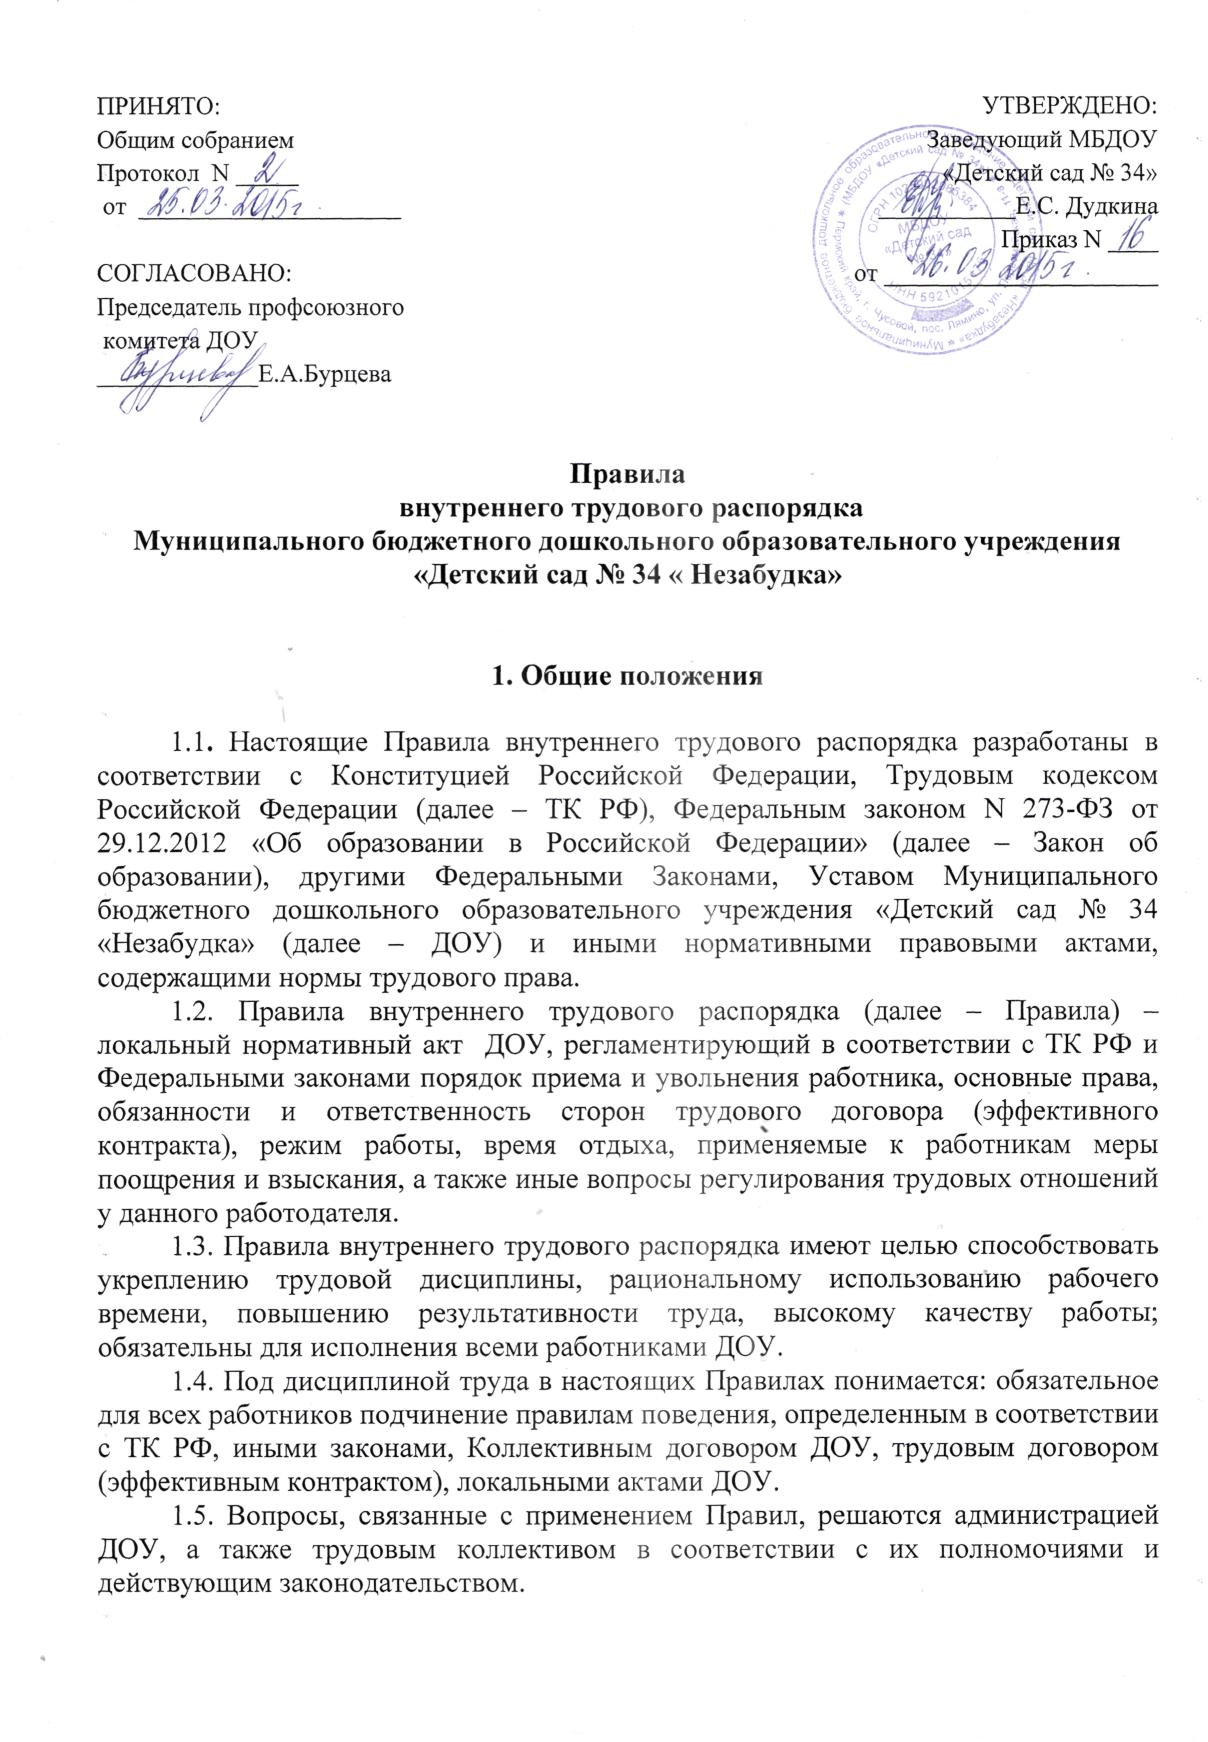 ПРИНЯТО:
Общим собранием
Протокол N 2
от 25.03.2015г
СОГЛАСОВАНО:
Председатель профсоюзного
комитета ДОУ
Е.А.Бурцева
УТВЕРЖДЕНО:
Заведующий МБДОУ
«Детский сад № 34»
Е.С. Дудкина
Приказ N 16
от 26.03.2015г.
МБДОУ
«Детский сад
Правила
внутреннего трудового распорядка
Муниципального бюджетного дошкольного образовательного учреждения
«Детский сад № 34 « Незабудка»
1. Общие положения
1.1. Настоящие Правила внутреннего трудового распорядка разработаны в
соответствии с Конституцией Российской Федерации, Трудовым кодексом
Российской Федерации (далее – ТК РФ), Федеральным законом N 273-ФЗ от
29.12.2012 «Об образовании в Российской Федерации» (далее – Закон об
образовании), другими Федеральными Законами, Уставом Муниципального
бюджетного дошкольного образовательного учреждения «Детский сад № 34
«Незабудка» (далее – ДОУ) и иными нормативными правовыми актами,
содержащими нормы трудового права.
1.2. Правила внутреннего трудового распорядка (далее – Правила) –
локальный нормативный акт ДОУ, регламентирующий в соответствии с ТК РФ и
Федеральными законами порядок приема и увольнения работника, основные права,
обязанности и ответственность сторон трудового договора (эффективного
контракта), режим работы, время отдыха, применяемые к работникам меры
поощрения и взыскания, а также иные вопросы регулирования трудовых отношений
у данного работодателя.
1.3. Правила внутреннего трудового распорядка имеют целью способствовать
укреплению трудовой дисциплины, рациональному использованию рабочего
времени, повышению результативности труда, высокому качеству работы;
обязательны для исполнения всеми работниками ДОУ.
1.4. Под дисциплиной труда в настоящих Правилах понимается: обязательное
для всех работников подчинение правилам поведения, определенным в соответствии
с ТК РФ, иными законами, Коллективным договором ДОУ, трудовым договором
(эффективным контрактом), локальными актами ДОУ.
1.5. Вопросы, связанные с применением Правил, решаются администрацией
ДОУ, а также трудовым коллективом в соответствии с их полномочиями и
действующим законодательством.